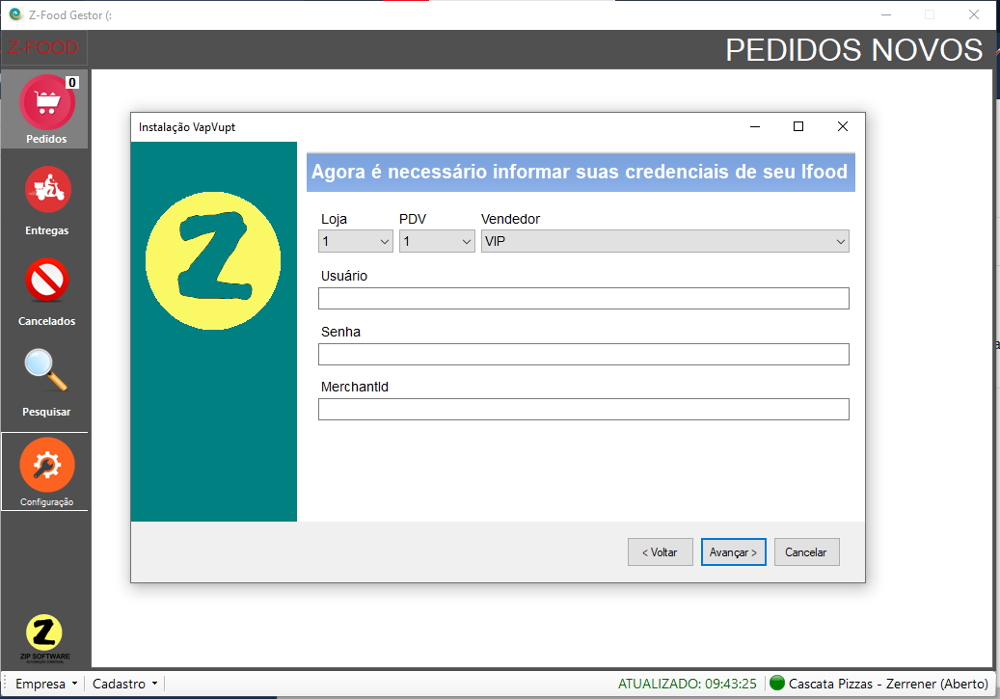 Z-Food Gestor (:
Z-FOOD
PEDIDOS NOVOS
0
Pedidos
Entregas
Cancelados
Pesquisar
Configuração
Z
ZIP SOFTWARE
Instalação VapVupt
Z
Agora é necessário informar suas credenciais de seu Ifood
Loja PDV Vendedor
1 1 VIP
Usuário
Senha
MerchantId
< Voltar Avançar > Cancelar
Empresa Cadastro ATUALIZADO: 09:43:25 Cascata Pizzas - Zerrener (Aberto)